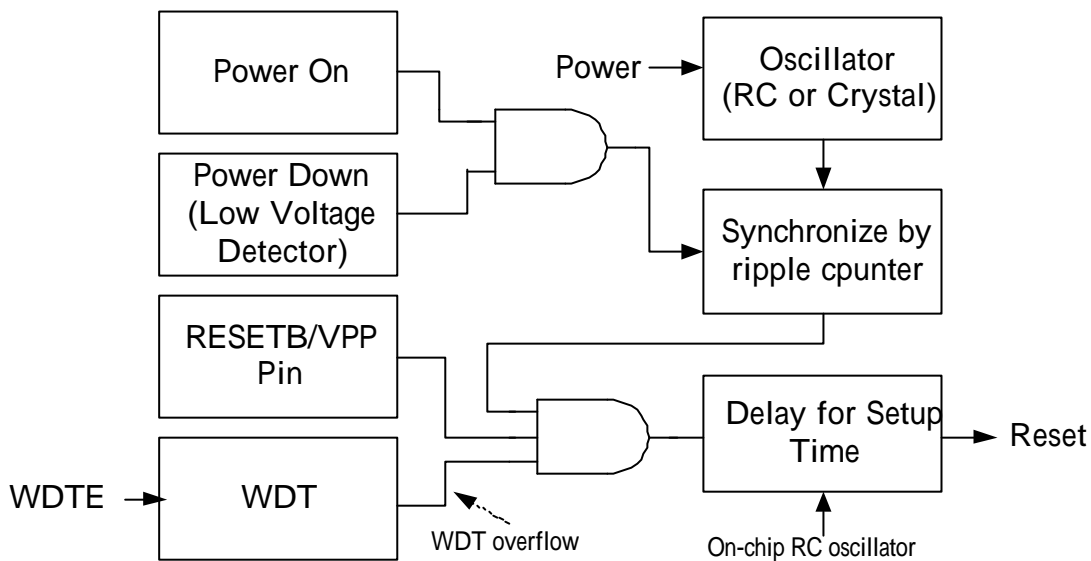 Power On
Power
Oscillator
(RC or Crystal)
Power Down
(Low Voltage
Detector)
Synchronize by
ripple cpunter
RESETB/VPP
Pin
Delay for Setup
Time
Reset
WDTE
WDT
WDT overflow
On-chip RC oscillator